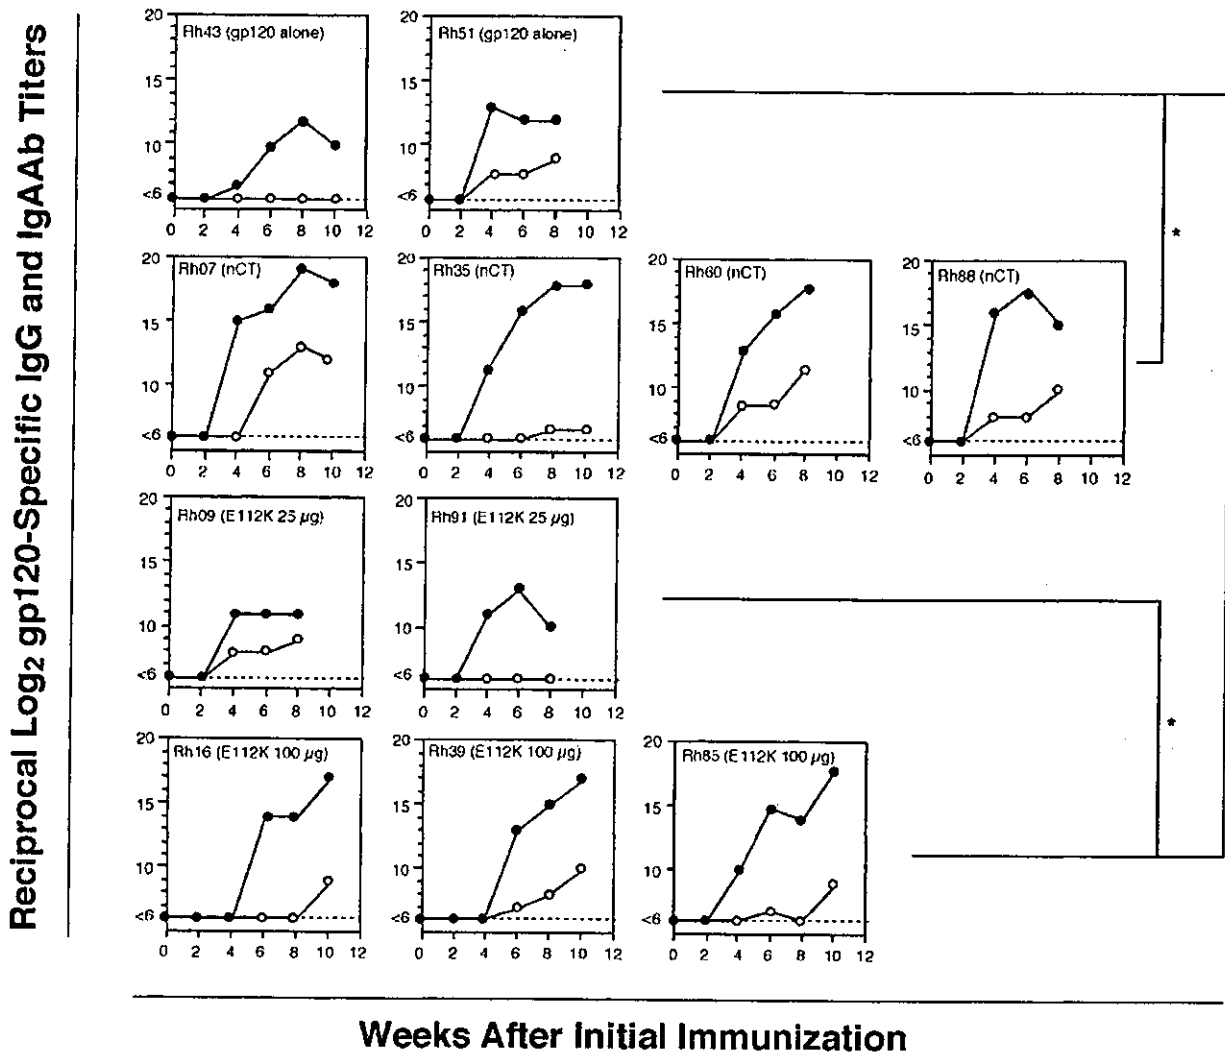 Reciprocal Log2 gp120-Specific IgG and IgAAb Titers
Rh43 (gp120 alone)
20
15
10
<6
0 2 4 6 8 10 12
Rh51 (gp120 alone)
20
15
10
<6
0 2 4 6 8 10 12
*
Rh07 (nCT)
20
15
10
<6
0 2 4 6 8 10 12
Rh35 (nCT)
20
15
10
<6
0 2 4 6 8 10 12
Rh60 (nCT)
20
15
10
<6
0 2 4 6 8 10 12
Rh88 (nCT)
20
15
10
<6
0 2 4 6 8 10 12
Rh09 (E112K 25 µg)
20
15
10
<6
0 2 4 6 8 10 12
Rh91 (E112K 25 µg)
20
15
10
<6
0 2 4 6 8 10 12
*
Rh16 (E112K 100 µg)
20
15
10
<6
0 2 4 6 8 10 12
Rh39 (E112K 100 µg)
20
15
10
<6
0 2 4 6 8 10 12
Rh85 (E112K 100 µg)
20
15
10
<6
0 2 4 6 8 10 12
Weeks After Initial Immunization